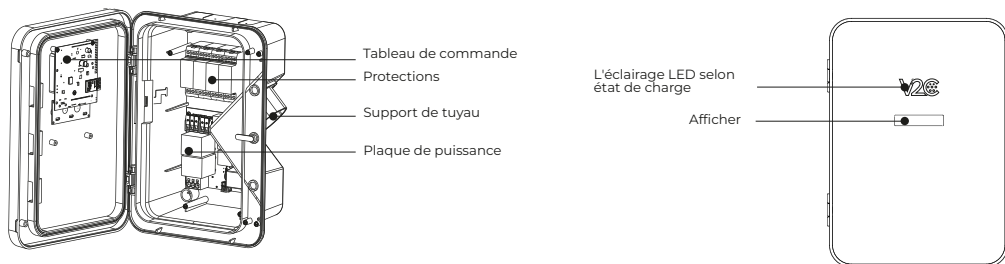 Tableau de commande
Protections
Support de tuyau
Plaque de puissance
L'éclairage LED selon
état de charge
Afficher
V2C